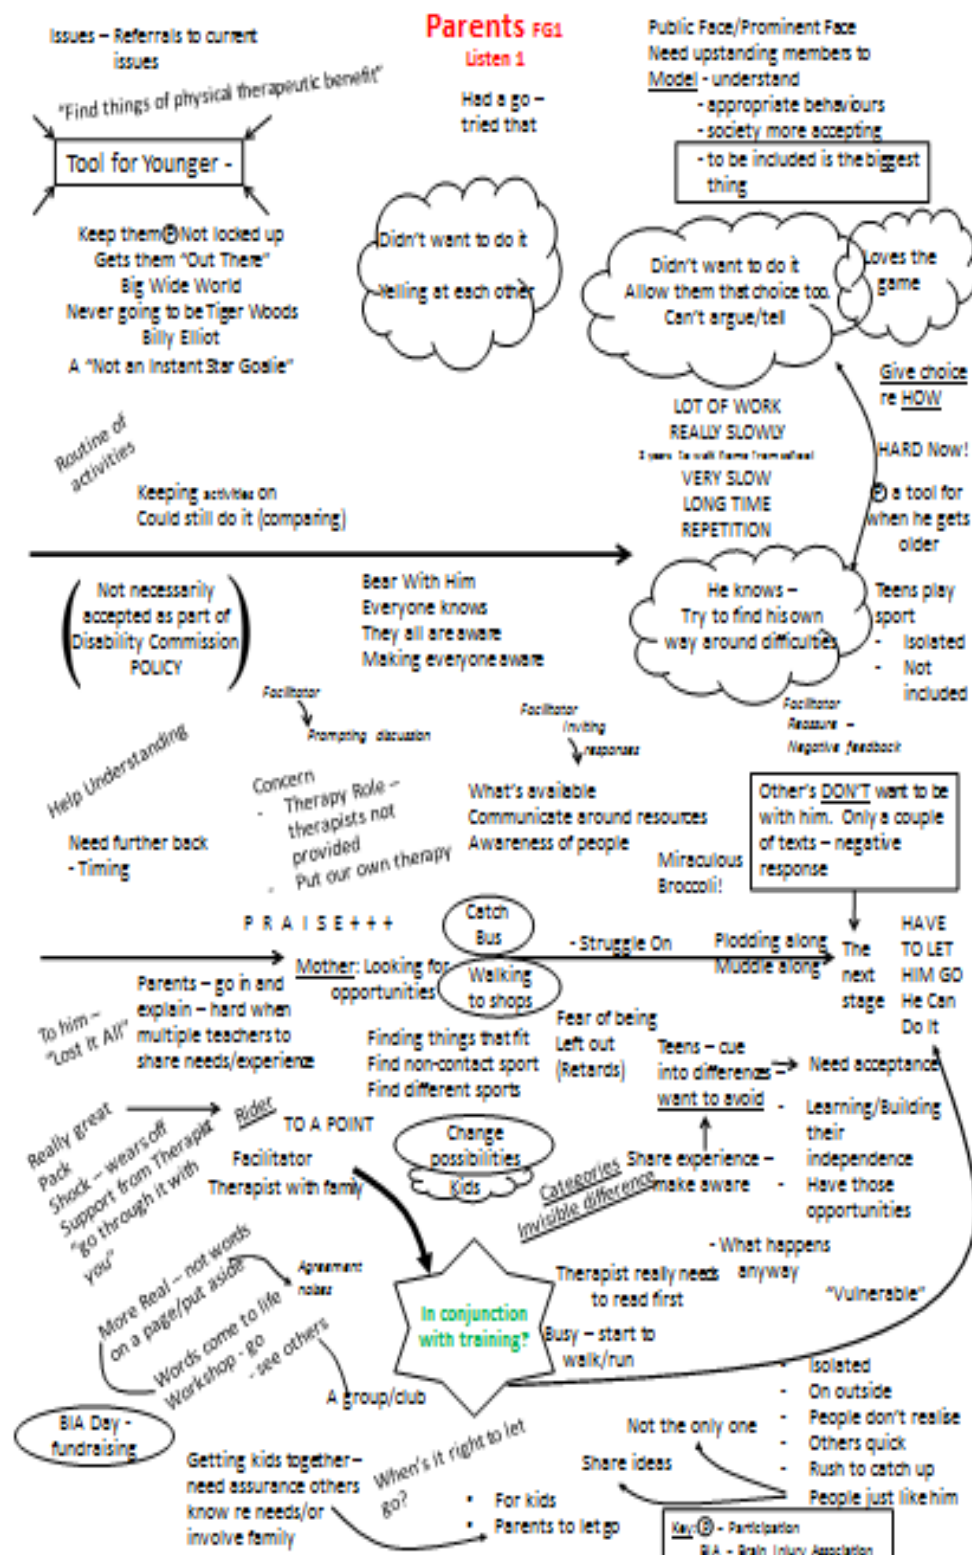 Parents FG1
Listen 1
Issues – Referrals to current
issues
"Find things of physical therapeutic benefit"
Tool for Younger -
Keep them Ⓟ Not locked up
Gets them "Out There"
Big Wide World
Never going to be Tiger Woods
Billy Elliot
A "Not an Instant Star Goalie"
Had a go –
tried that
Public Face/Prominent Face
Need upstanding members to
Model - understand
- appropriate behaviours
- society more accepting
- to be included is the biggest
thing
Didn't want to do it
Yelling at each other
Didn't want to do it
Allow them that choice too.
Can't argue/tell
Loves the
game
Give choice
re HOW
HARD Now!
Ⓟ a tool for
when he gets
older
LOT OF WORK
REALLY SLOWLY
3 years to walk home from school
VERY SLOW
LONG TIME
REPETITION
Routine of
activities
Keeping activities on
Could still do it (comparing)
Not necessarily
accepted as part of
Disability Commission
POLICY
Bear With Him
Everyone knows
They all are aware
Making everyone aware
He knows –
Try to find his own
way around difficulties
Teens play
sport
- Isolated
- Not
included
Facilitator
Prompting discussion
Facilitator
Inviting
responses
Facilitator
Reassure –
Negative feedback
Help Understanding
Need further back
- Timing
Concern
- Therapy Role –
therapists not
provided
- Put our own therapy
What's available
Communicate around resources
Awareness of people
Miraculous
Broccoli!
Other's DON'T want to be
with him. Only a couple
of texts – negative
response
P R A I S E + + +
Catch
Bus
- Struggle On
Plodding along
Muddle along
The
next
stage
HAVE
TO LET
HIM GO
He Can
Do It
Mother: Looking for
opportunities
Walking
to shops
To him –
"Lost It All"
Parents – go in and
explain – hard when
multiple teachers to
share needs/experience
Finding things that fit
Find non-contact sport
Find different sports
Fear of being
Left out
(Retards)
Teens – cue
into differences –
want to avoid
Need acceptance
- Learning/Building
their
independence
- Have those
opportunities
Really great
Pack
Shock – wears off
Support from Therapist
"go through it with
you"
Rider
TO A POINT
Facilitator
Therapist with family
Change
possibilities
Kids
Categories
Invisible difference
Share experience –
make aware
- What happens
anyway
"Vulnerable"
More Real – not words
on a page/put aside
Agreement
noises
Words come to life
Workshop - go
- see others
A group/club
In conjunction
with training?
Therapist really needs
to read first
Busy – start to
walk/run
BIA Day -
fundraising
Getting kids together –
need assurance others
know re needs/or
involve family
When's it right to let
go?
• For kids
• Parents to let go
Not the only one
Share ideas
- Isolated
- On outside
- People don't realise
- Others quick
- Rush to catch up
- People just like him
Key: Ⓟ - Participation
BIA – Brain Injury Association